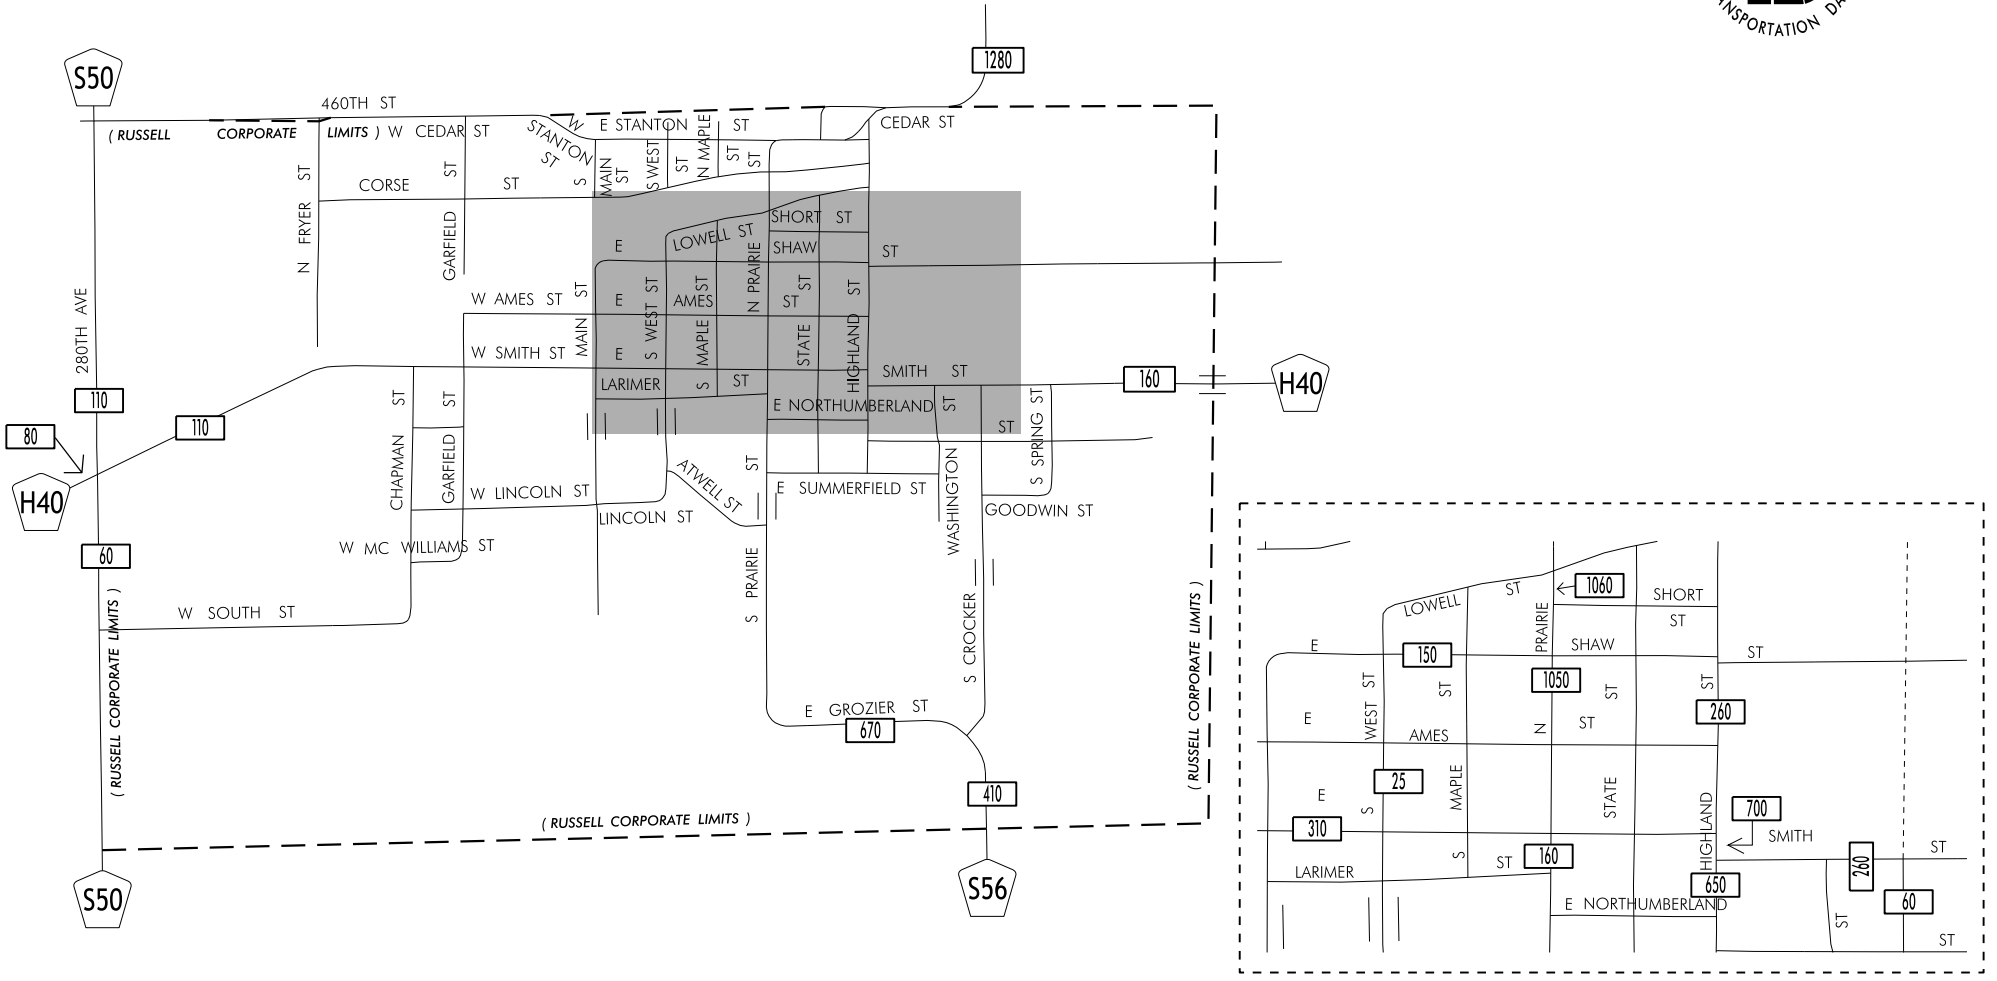 NSPORTATION DA
1280
S50
460TH ST
( RUSSELL CORPORATE LIMITS )
W CEDAR ST
W STANTON ST
E STANTON ST
CEDAR ST
S MAIN ST
S WEST ST
N MAPLE ST
ST
N FRYER ST
CORSE ST
GARFIELD ST
SHORT ST
LOWELL ST
E SHAW ST
N PRAIRIE
280TH AVE
W AMES ST
E AMES ST
MAIN ST
S WEST ST
S MAPLE ST
STATE ST
HIGHLAND ST
W SMITH ST
E
SMITH ST
LARIMER ST
160
H40
110
110
80
H40
60
CHAPMAN ST
GARFIELD ST
E NORTHUMBERLAND ST
ST
S SPRING ST
W LINCOLN ST
LINCOLN ST
ATWELL ST
E SUMMERFIELD ST
WASHINGTON
GOODWIN ST
W MC WILLIAMS ST
S PRAIRIE ST
S CROCKER
W SOUTH ST
( RUSSELL CORPORATE LIMITS )
( RUSSELL CORPORATE LIMITS )
E GROZIER ST
670
410
( RUSSELL CORPORATE LIMITS )
S50
S56
1060
LOWELL ST
SHORT ST
N PRAIRIE
E SHAW ST
150
1050
260
WEST ST
S
S MAPLE ST
STATE ST
HIGHLAND ST
E AMES ST
25
E
310
700
SMITH ST
160
260
LARIMER ST
650
60
E NORTHUMBERLAND
ST
ST